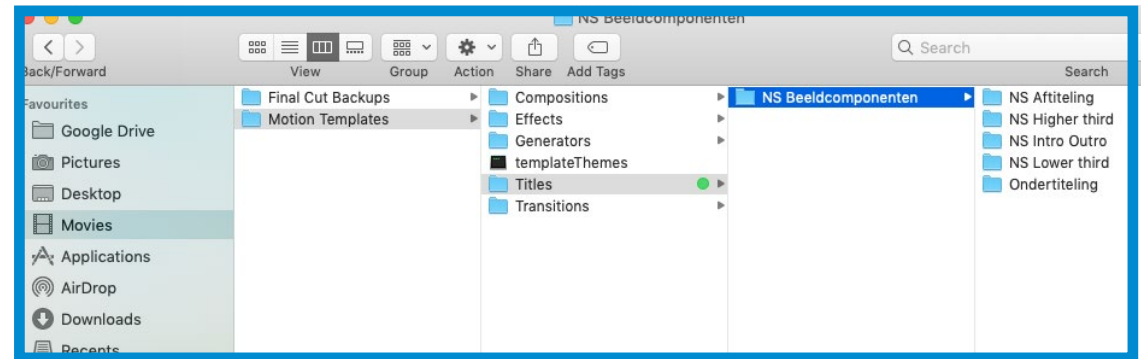 NS Beeldcomponenten
Search
Back/Forward View Group Action Share Add Tags Search
Favourites
Google Drive
Pictures
Desktop
Movies
Applications
AirDrop
Downloads
Recents
Final Cut Backups
Motion Templates
Compositions
Effects
Generators
templateThemes
Titles
Transitions
NS Beeldcomponenten
NS Aftiteling
NS Higher third
NS Intro Outro
NS Lower third
Ondertiteling